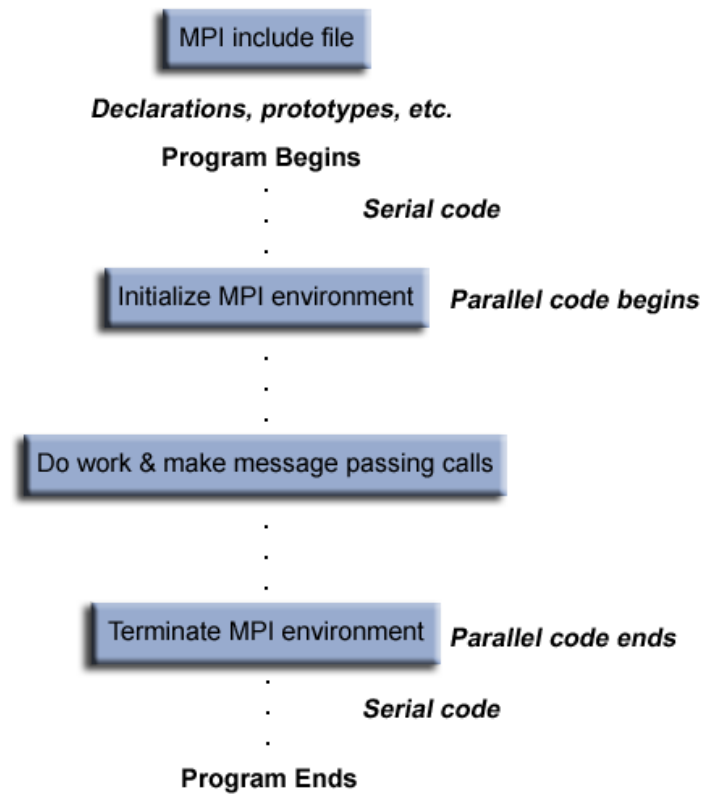 MPI include file
Declarations, prototypes, etc.
Program Begins
Serial code
Initialize MPI environment
Parallel code begins
Do work & make message passing calls
Terminate MPI environment
Parallel code ends
Serial code
Program Ends